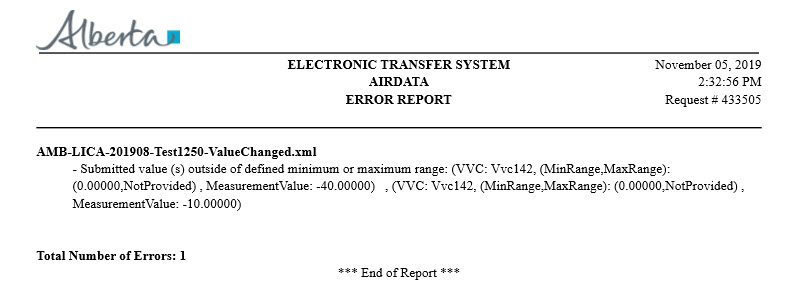 Alberta
ELECTRONIC TRANSFER SYSTEM November 05, 2019
AIRDATA 2:32:56 PM
ERROR REPORT Request # 433505
AMB-LICA-201908-Test1250-ValueChanged.xml
- Submitted value (s) outside of defined minimum or maximum range: (VVC: Vvc142, (MinRange,MaxRange):
(0.00000,NotProvided) , MeasurementValue: -40.00000) , (VVC: Vvc142, (MinRange,MaxRange): (0.00000,NotProvided) ,
MeasurementValue: -10.00000)
Total Number of Errors: 1
*** End of Report ***